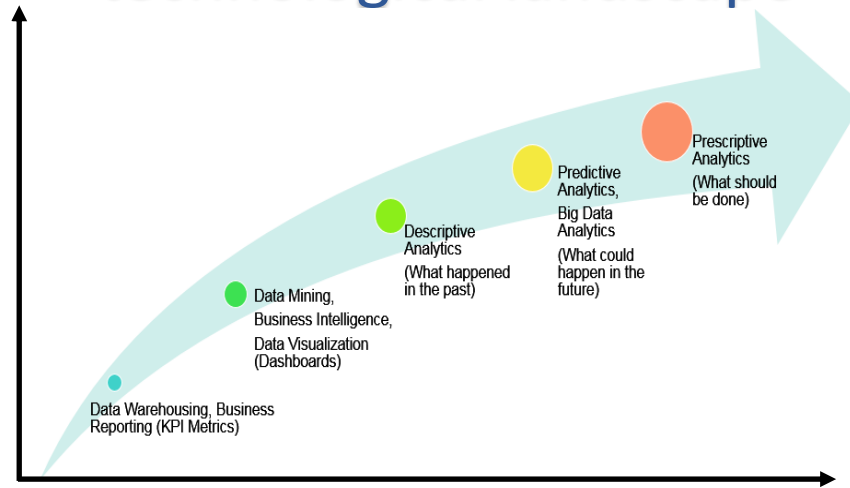 Data Warehousing, Business
Reporting (KPI Metrics)
Data Mining,
Business Intelligence,
Data Visualization
(Dashboards)
Descriptive
Analytics
(What happened
in the past)
Predictive
Analytics,
Big Data
Analytics
(What could
happen in the
future)
Prescriptive
Analytics
(What should
be done)